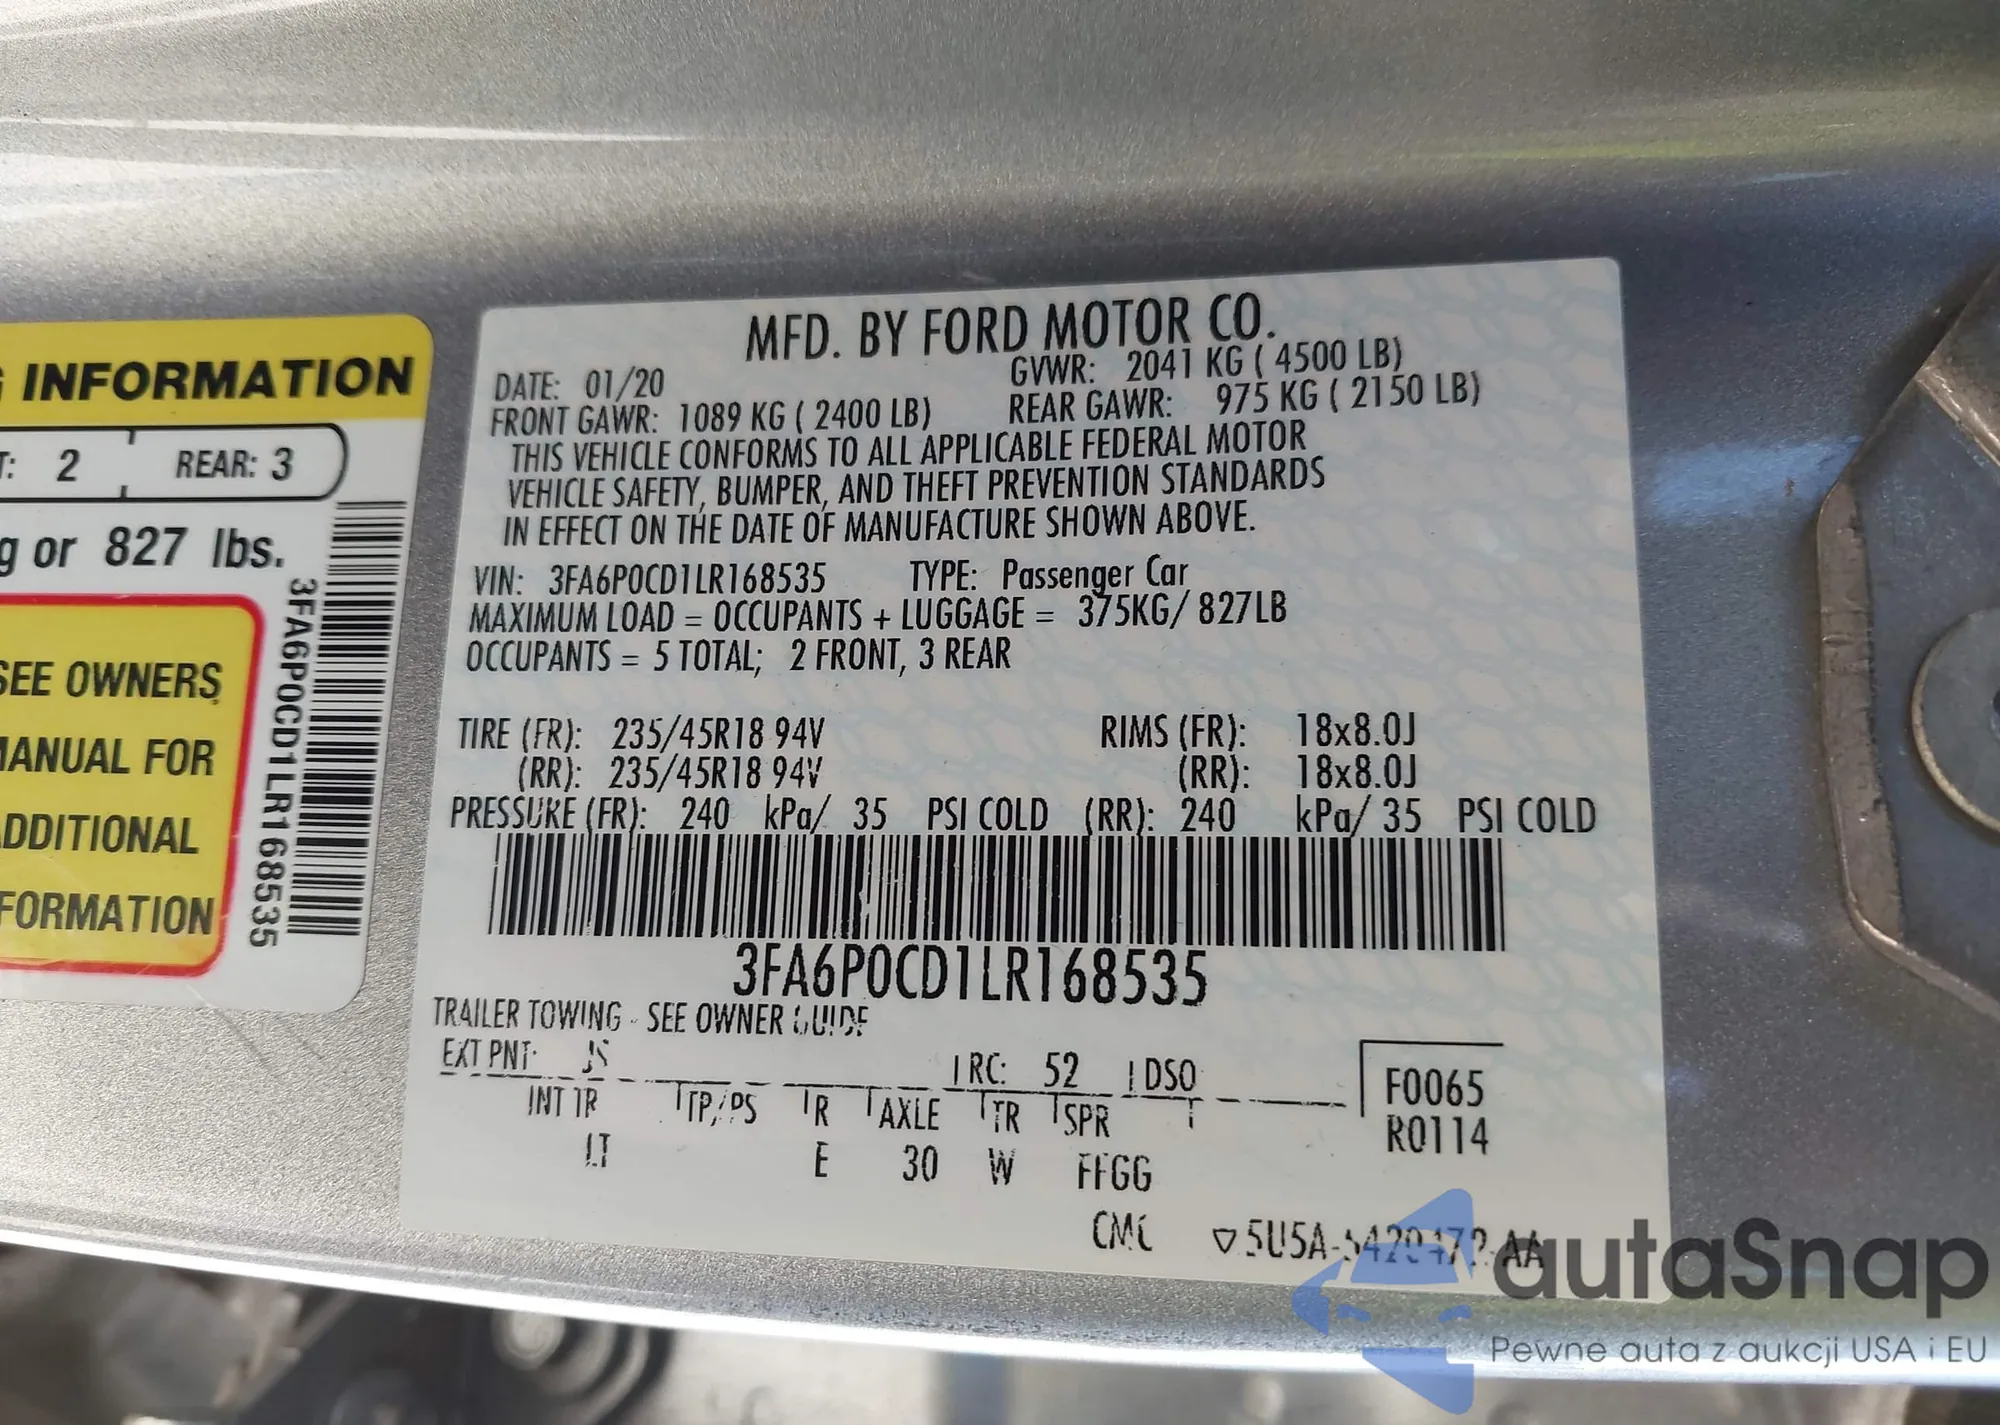 INFORMATION
2 REAR: 3
g or 827 lbs.
SEE OWNERS
MANUAL FOR
ADDITIONAL
INFORMATION
3FA6P0CD1LR168535
MFD. BY FORD MOTOR CO.
DATE: 01/20 GVWR: 2041 KG ( 4500 LB)
FRONT GAWR: 1089 KG ( 2400 LB) REAR GAWR: 975 KG ( 2150 LB)
THIS VEHICLE CONFORMS TO ALL APPLICABLE FEDERAL MOTOR
VEHICLE SAFETY, BUMPER, AND THEFT PREVENTION STANDARDS
IN EFFECT ON THE DATE OF MANUFACTURE SHOWN ABOVE.
VIN: 3FA6P0CD1LR168535 TYPE: Passenger Car
MAXIMUM LOAD = OCCUPANTS + LUGGAGE = 375KG/ 827LB
OCCUPANTS = 5 TOTAL; 2 FRONT, 3 REAR
TIRE (FR): 235/45R18 94V RIMS (FR): 18x8.0J
(RR): 235/45R18 94V (RR): 18x8.0J
PRESSURE (FR): 240 kPa/ 35 PSI COLD (RR): 240 kPa/ 35 PSI COLD
3FA6P0CD1LR168535
TRAILER TOWING - SEE OWNER GUIDE
EXT PNT: JS RC: 52 DSO F0065
INT TR TP/PS R AXLE TR SPR R0114
LT E 30 W FFGG
CMC ▽5U5A-
autaSnap
Pewne auta z aukcji USA i EU